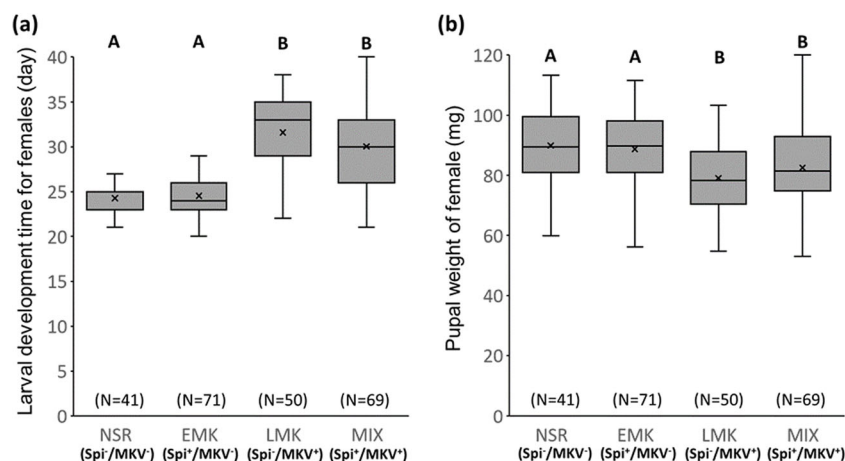 (a)
A A B B
Larval development time for females (day)
40
35
30
25
20
15
10
5
0
(N=41) (N=71) (N=50) (N=69)
NSR EMK LMK MIX
(Spi⁻/MKV⁻) (Spi⁺/MKV⁻) (Spi⁻/MKV⁺) (Spi⁺/MKV⁺)
(b)
A A B B
Pupal weight of female (mg)
120
100
80
60
40
20
0
(N=41) (N=71) (N=50) (N=69)
NSR EMK LMK MIX
(Spi⁻/MKV⁻) (Spi⁺/MKV⁻) (Spi⁻/MKV⁺) (Spi⁺/MKV⁺)